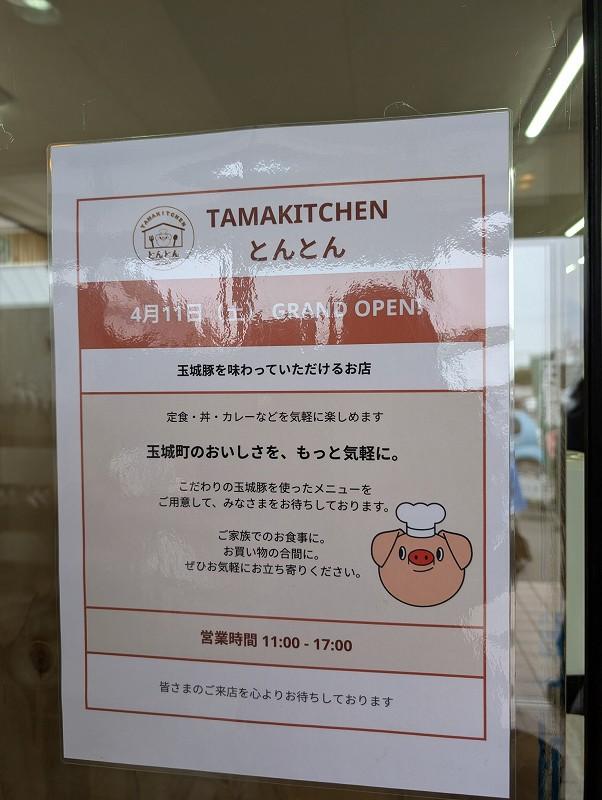 TAMAKITCHEN
とんとん
TAMAKITCHEN
とんとん
4月11日（土） GRAND OPEN!
玉城豚を味わっていただけるお店
定食・丼・カレーなどを気軽に楽しめます
玉城町のおいしさを、もっと気軽に。
こだわりの玉城豚を使ったメニューを
ご用意して、みなさまをお待ちしております。
ご家族でのお食事に。
お買い物の合間に。
ぜひお気軽にお立ち寄りください。
営業時間 11:00 - 17:00
皆さまのご来店を心よりお待ちしております